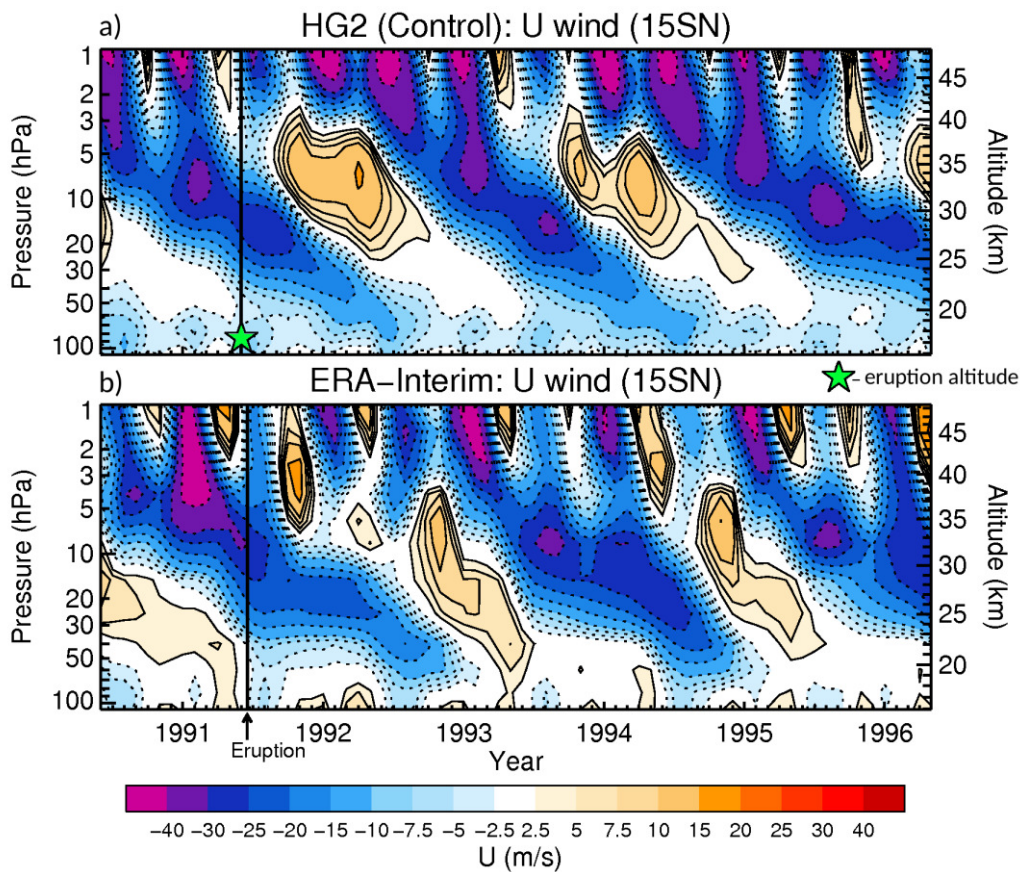 a) HG2 (Control): U wind (15SN)
Pressure (hPa)
1
2
3
5
10
20
30
50
100
45
40
35
30
25
20
Altitude (km)
b) ERA−Interim: U wind (15SN)
- eruption altitude
Pressure (hPa)
1
2
3
5
10
20
30
50
100
45
40
35
30
25
20
Altitude (km)
1991 1992 1993 1994 1995 1996
Eruption
Year
−40 −30 −20 −15 −10 −7.5 −5 −2.5 2.5 5 7.5 10 15 20 25 30 40
U (m/s)